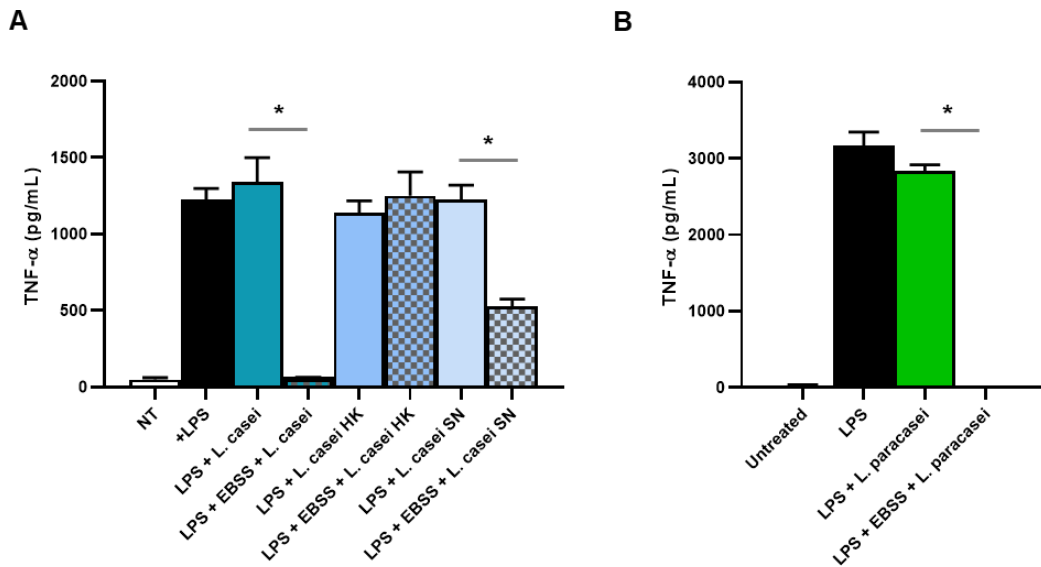 A
TNF-α (pg/mL)
2000
1500
1000
500
0
*
*
NT
+LPS
LPS + L. casei
LPS + EBSS + L. casei
LPS + L. casei HK
LPS + EBSS + L. casei HK
LPS + L. casei SN
LPS + EBSS + L. casei SN
B
TNF-α (pg/mL)
4000
3000
2000
1000
0
*
Untreated
LPS
LPS + L. paracasei
LPS + EBSS + L. paracasei